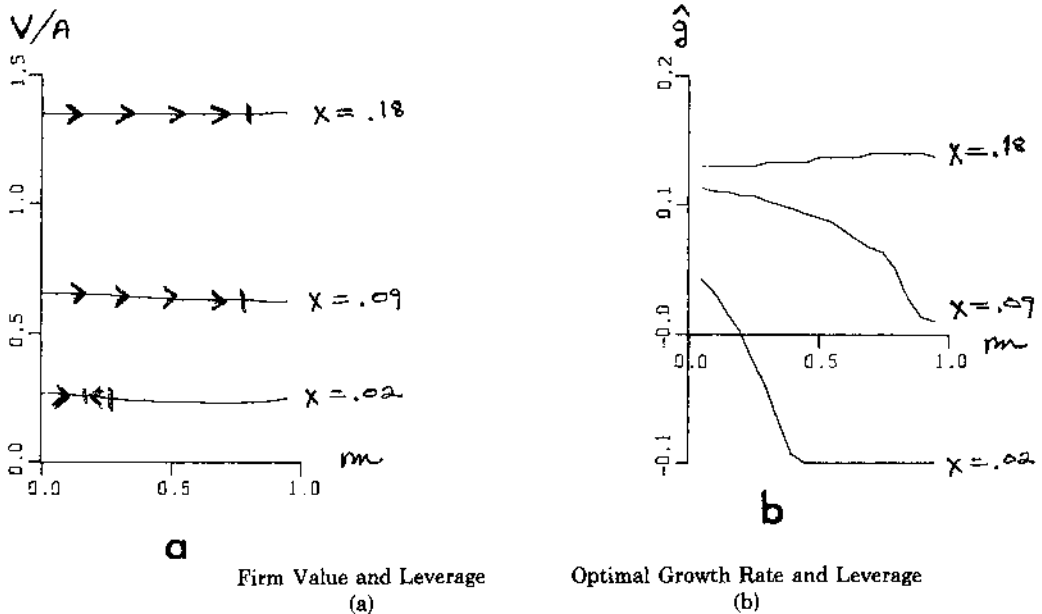 V/A
1.5
1.0
0.5
0.0
0.0 0.5 1.0
x = .18
x = .09
x = .02
m
a
Firm Value and Leverage
(a)
ĝ
0.2
0.1
-0.0
-0.1
0.0 0.5 1.0
x = .18
x = .09
x = .02
m
b
Optimal Growth Rate and Leverage
(b)